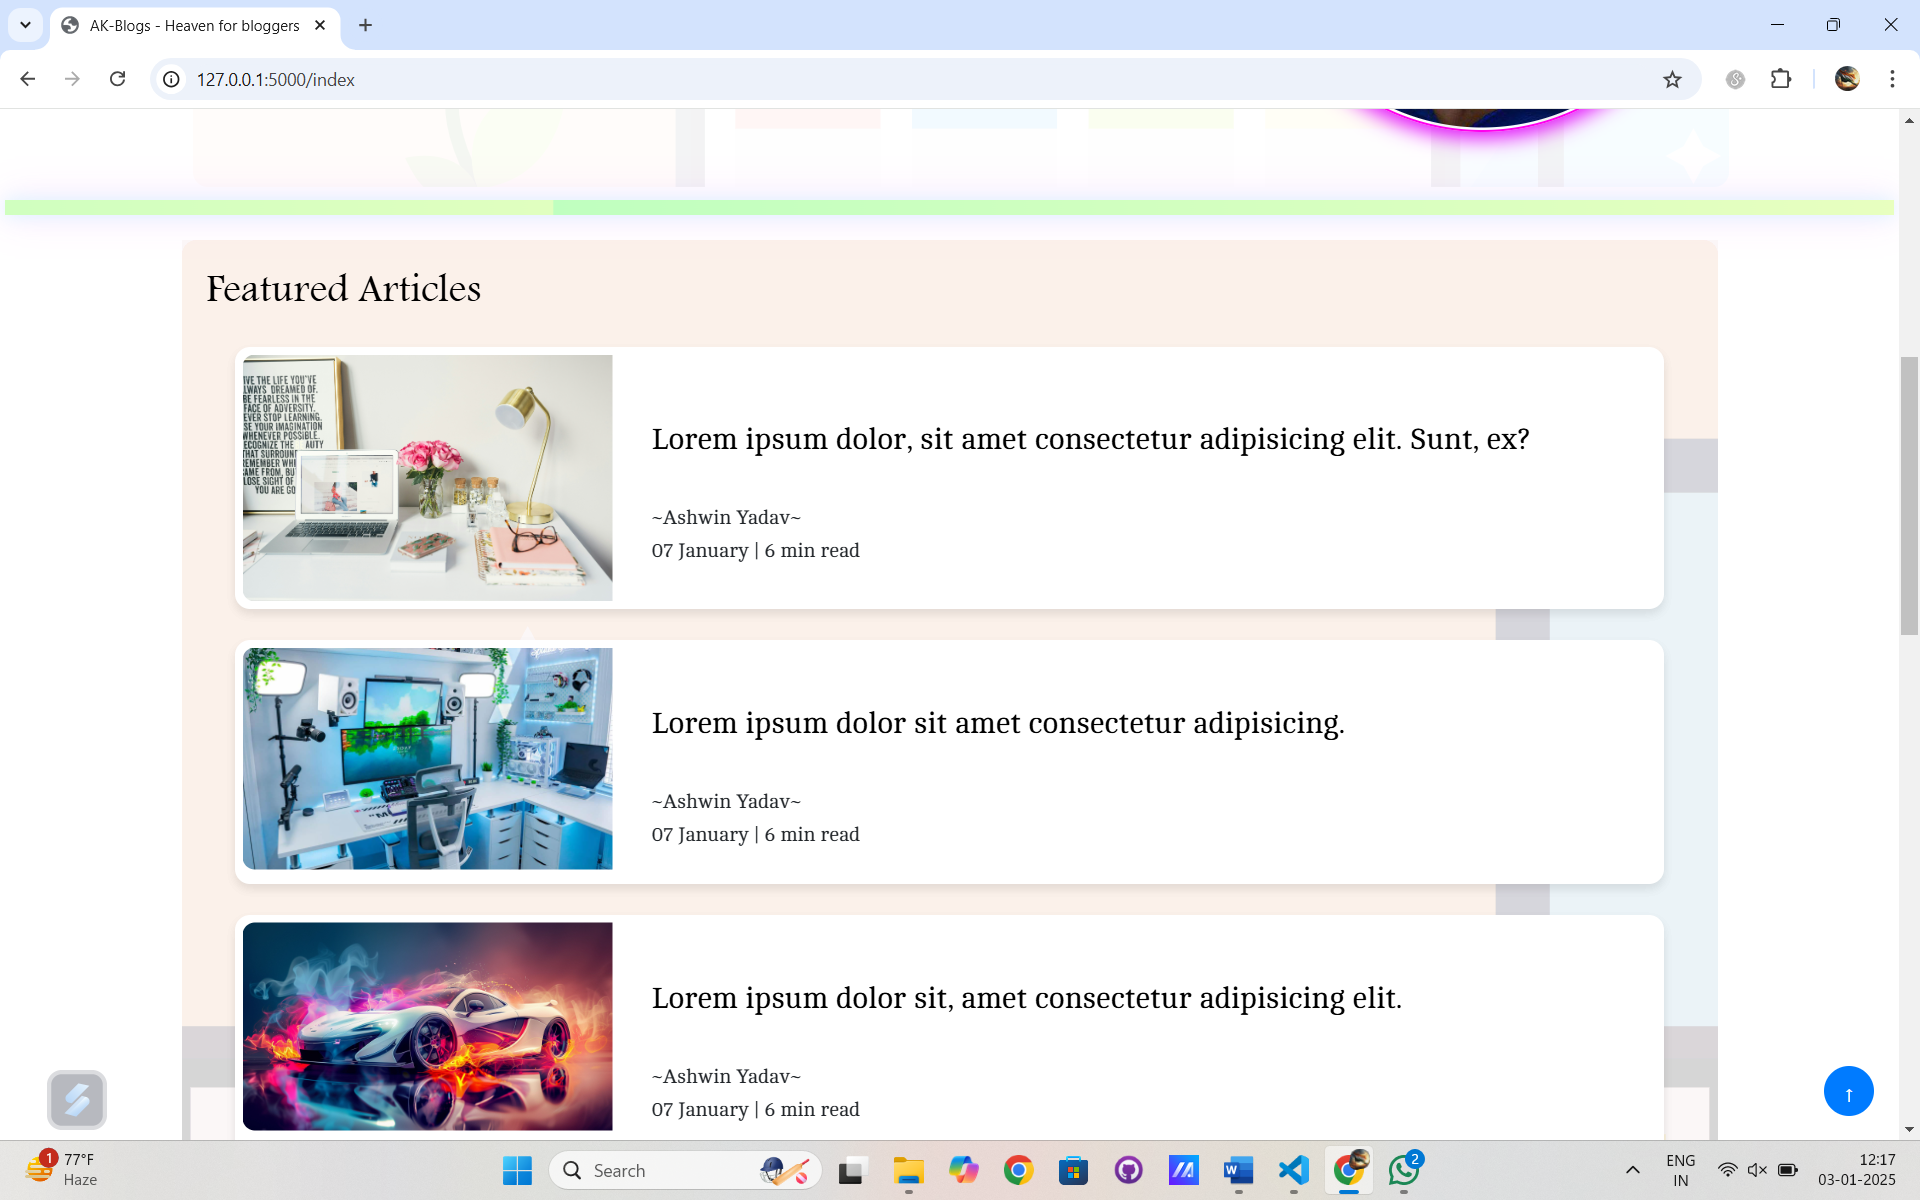 AK-Blogs - Heaven for bloggers
127.0.0.1:5000/index
Featured Articles
IVE THE LIFE YOU'VE
ALWAYS DREAMED OF.
BE FEARLESS IN THE
FACE OF ADVERSITY.
EVER STOP LEARNING.
SE YOUR IMAGINATION
WHENEVER POSSIBLE.
ECOGNIZE THE AUTY
THAT SURROUN
REMEMBER WH
AME FROM, BU
LOSE SIGHT OF
YOU ARE GO
Lorem ipsum dolor, sit amet consectetur adipisicing elit. Sunt, ex?
~Ashwin Yadav~
07 January | 6 min read
Lorem ipsum dolor sit amet consectetur adipisicing.
~Ashwin Yadav~
07 January | 6 min read
Lorem ipsum dolor sit, amet consectetur adipisicing elit.
~Ashwin Yadav~
07 January | 6 min read
↑
1
77°F
Haze
Search
2
ENG
IN
12:17
03-01-2025